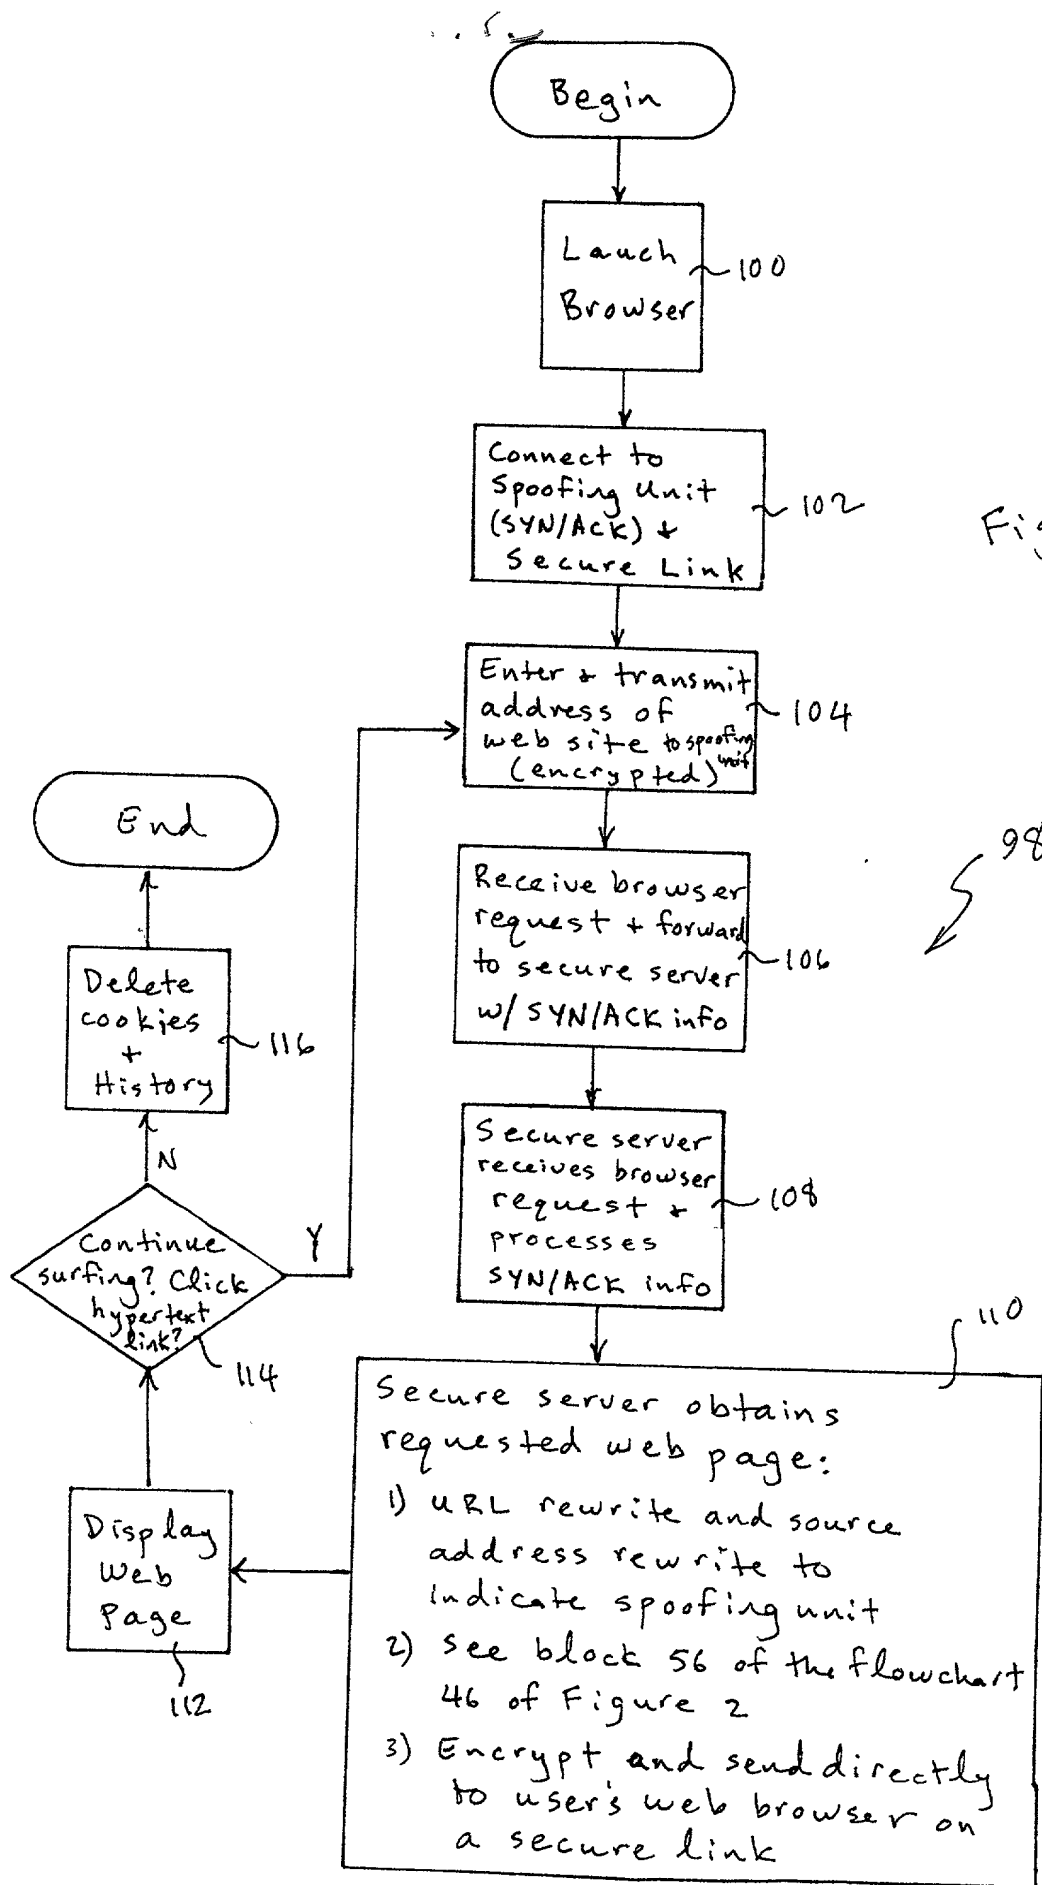 Begin
Lauch
Browser
100
Connect to
Spoofing Unit
(SYN/ACK) +
Secure Link
102
Enter + transmit
address of
web site to spoofing
unit
(encrypted)
104
Receive browser
request + forward
to secure server
w/ SYN/ACK info
106
Secure server
receives browser
request +
processes
SYN/ACK info
108
Secure server obtains
requested web page:
1) URL rewrite and source
address rewrite to
indicate spoofing unit
2) See block 56 of the flowchart
46 of Figure 2
3) Encrypt and send directly
to user's web browser on
a secure link
110
Display
Web
Page
112
Continue
surfing? Click
hypertext
link?
114
Y
N
Delete
cookies
+
History
116
End
Fig
98